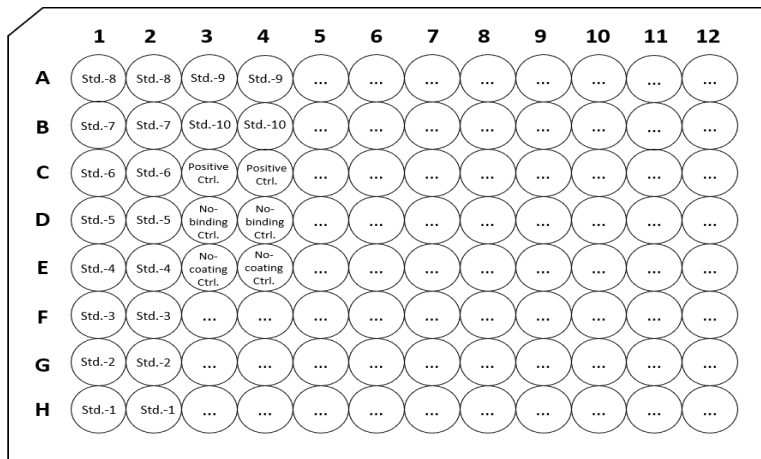 1 2 3 4 5 6 7 8 9 10 11 12
A Std.-8 Std.-8 Std.-9 Std.-9 ... ... ... ... ... ... ... ...
B Std.-7 Std.-7 Std.-10 Std.-10 ... ... ... ... ... ... ... ...
C Std.-6 Std.-6 Positive Ctrl. Positive Ctrl. ... ... ... ... ... ... ... ...
D Std.-5 Std.-5 No-binding Ctrl. No-binding Ctrl. ... ... ... ... ... ... ... ...
E Std.-4 Std.-4 No-coating Ctrl. No-coating Ctrl. ... ... ... ... ... ... ... ...
F Std.-3 Std.-3 ... ... ... ... ... ... ... ... ... ...
G Std.-2 Std.-2 ... ... ... ... ... ... ... ... ... ...
H Std.-1 Std.-1 ... ... ... ... ... ... ... ... ... ...